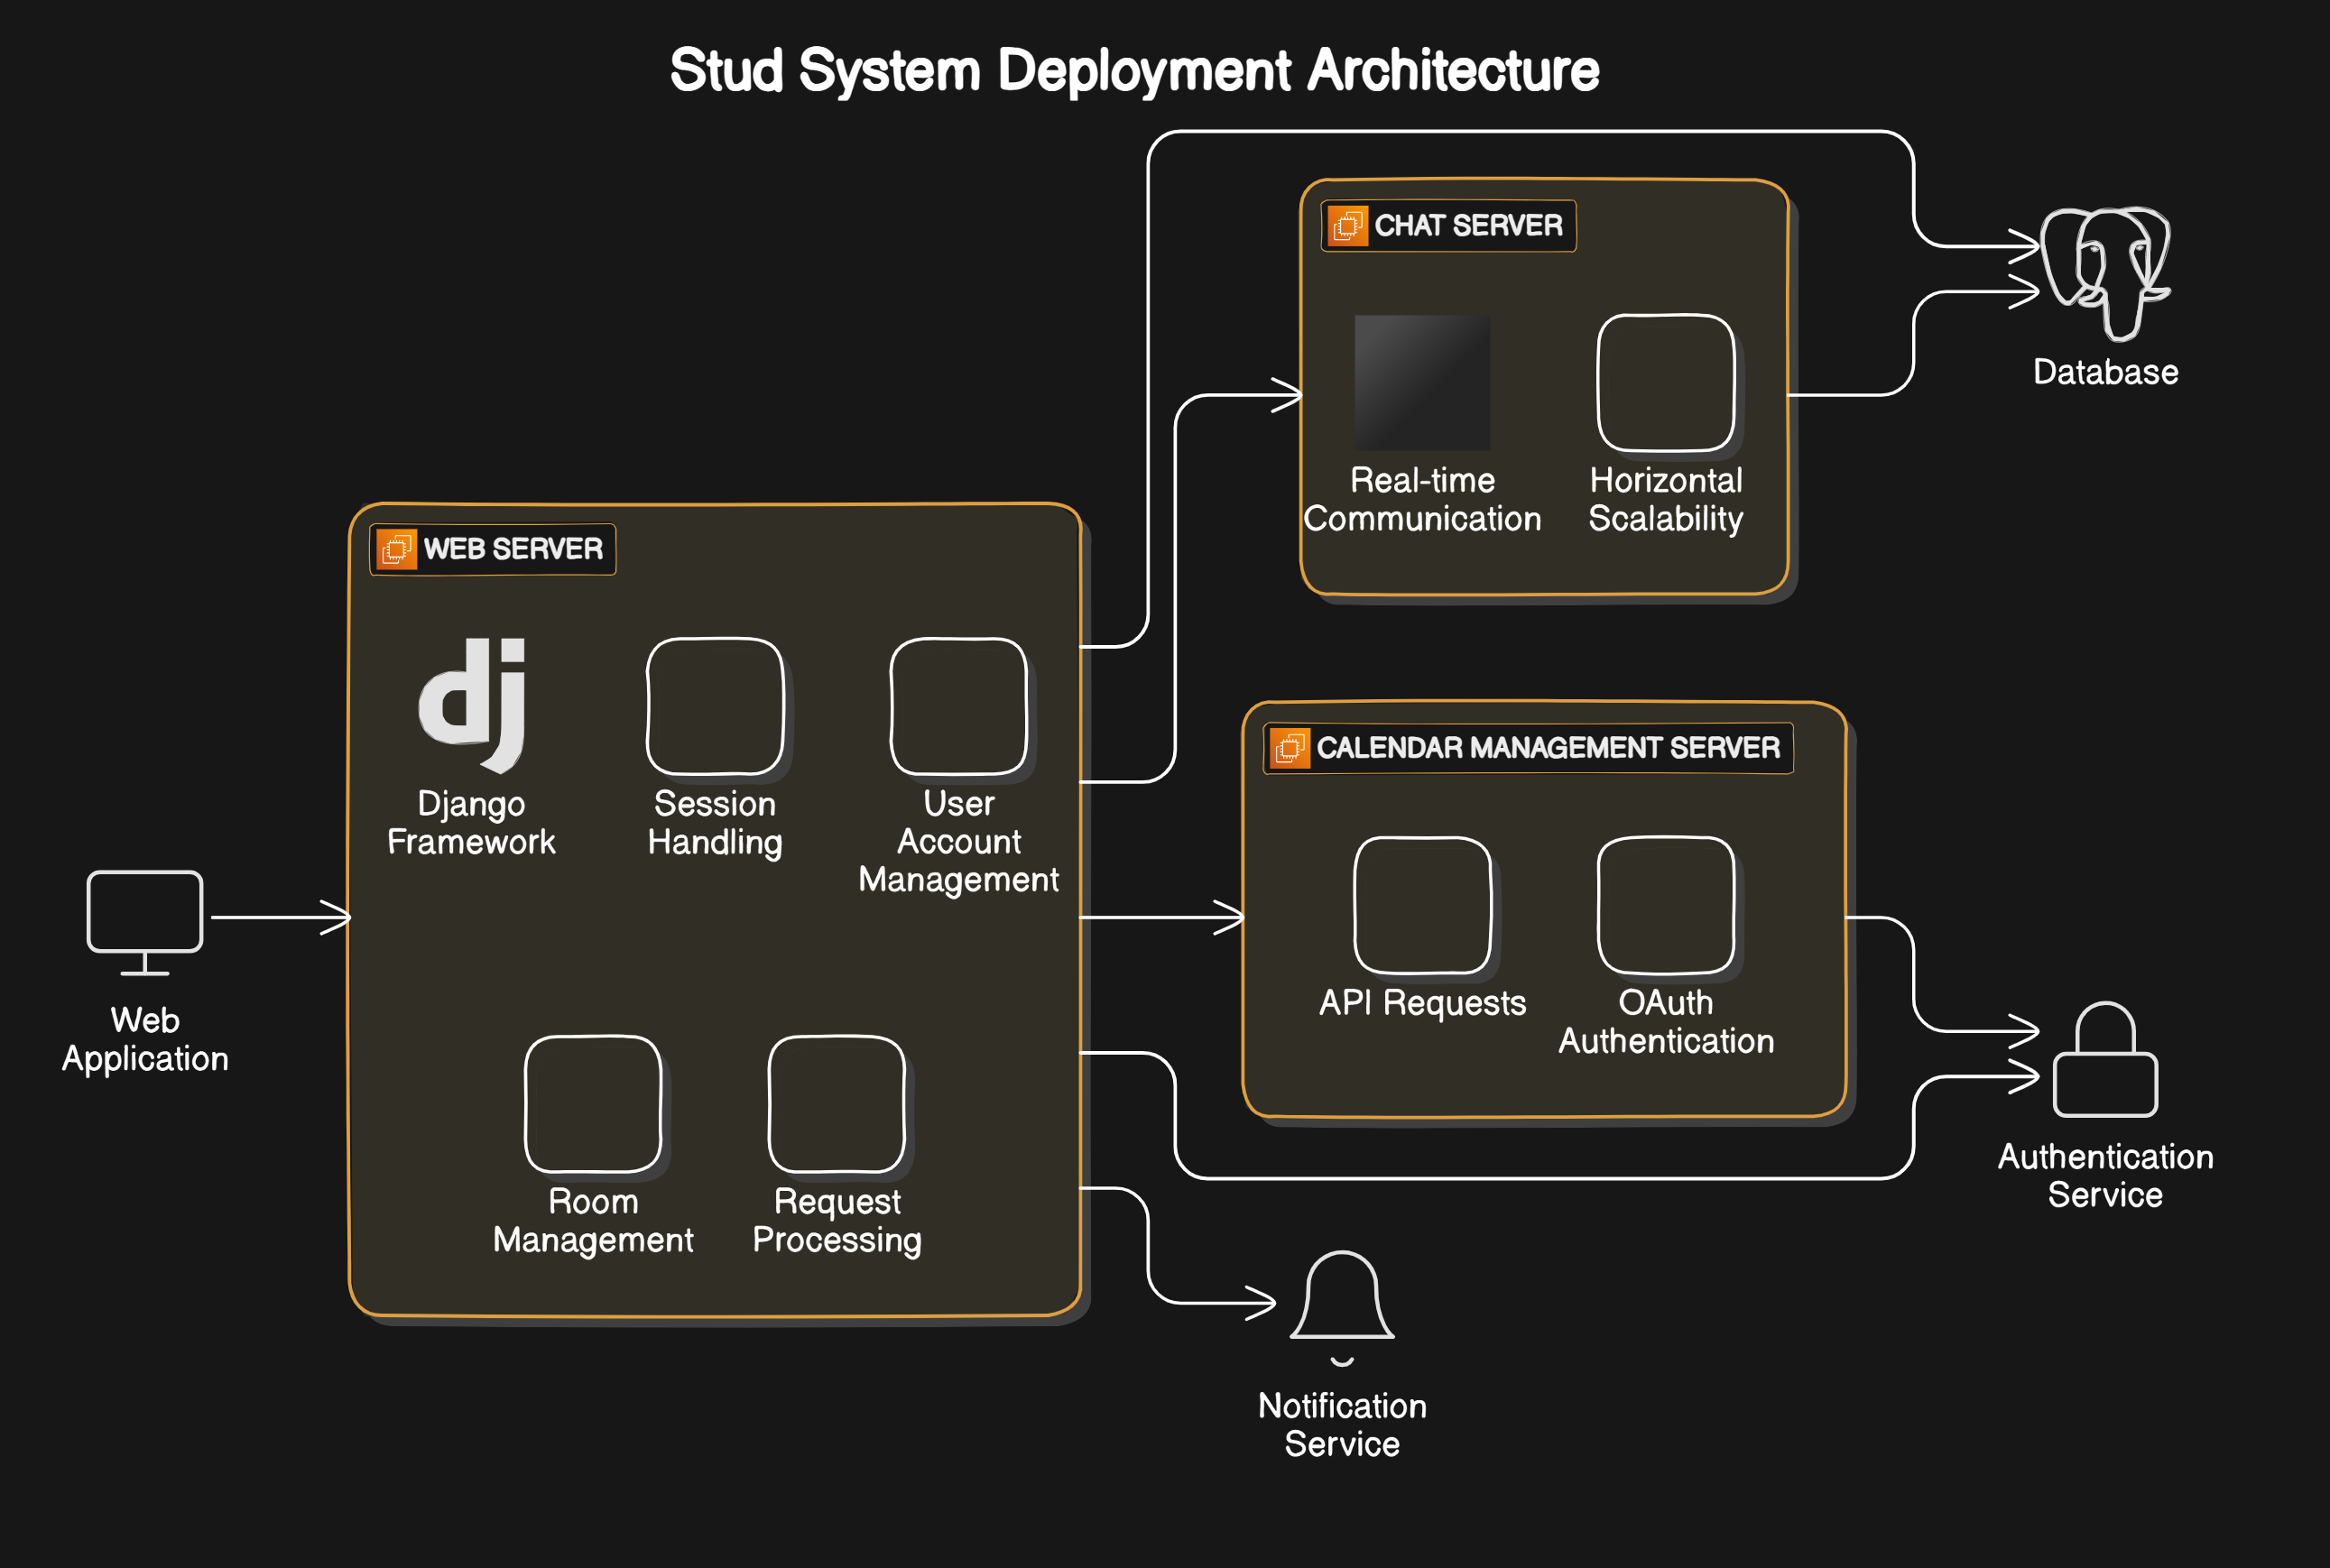 Stud System Deployment Architecture
CHAT SERVER
Real-time
Communication
Horizontal
Scalability
Database
WEB SERVER
dj
Django
Framework
Session
Handling
User
Account
Management
Room
Management
Request
Processing
Web
Application
CALENDAR MANAGEMENT SERVER
API Requests
OAuth
Authentication
Authentication
Service
Notification
Service